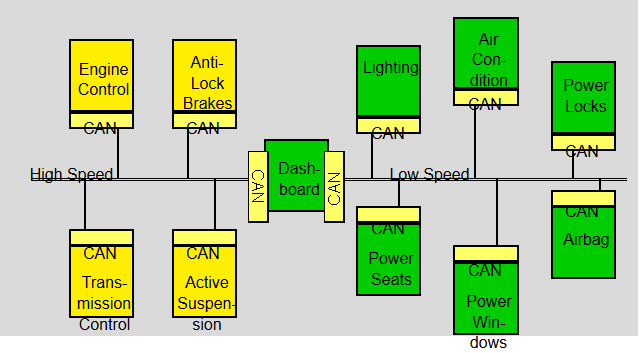 Engine
Control
CAN
Anti-
Lock
Brakes
CAN
Lighting
CAN
Air
Con-
dition
CAN
Power
Locks
CAN
High Speed
CAN
Dash-
board
CAN
Low Speed
CAN
Trans-
mission
Control
CAN
Active
Suspen-
sion
CAN
Power
Seats
CAN
Power
Win-
dows
CAN
Airbag